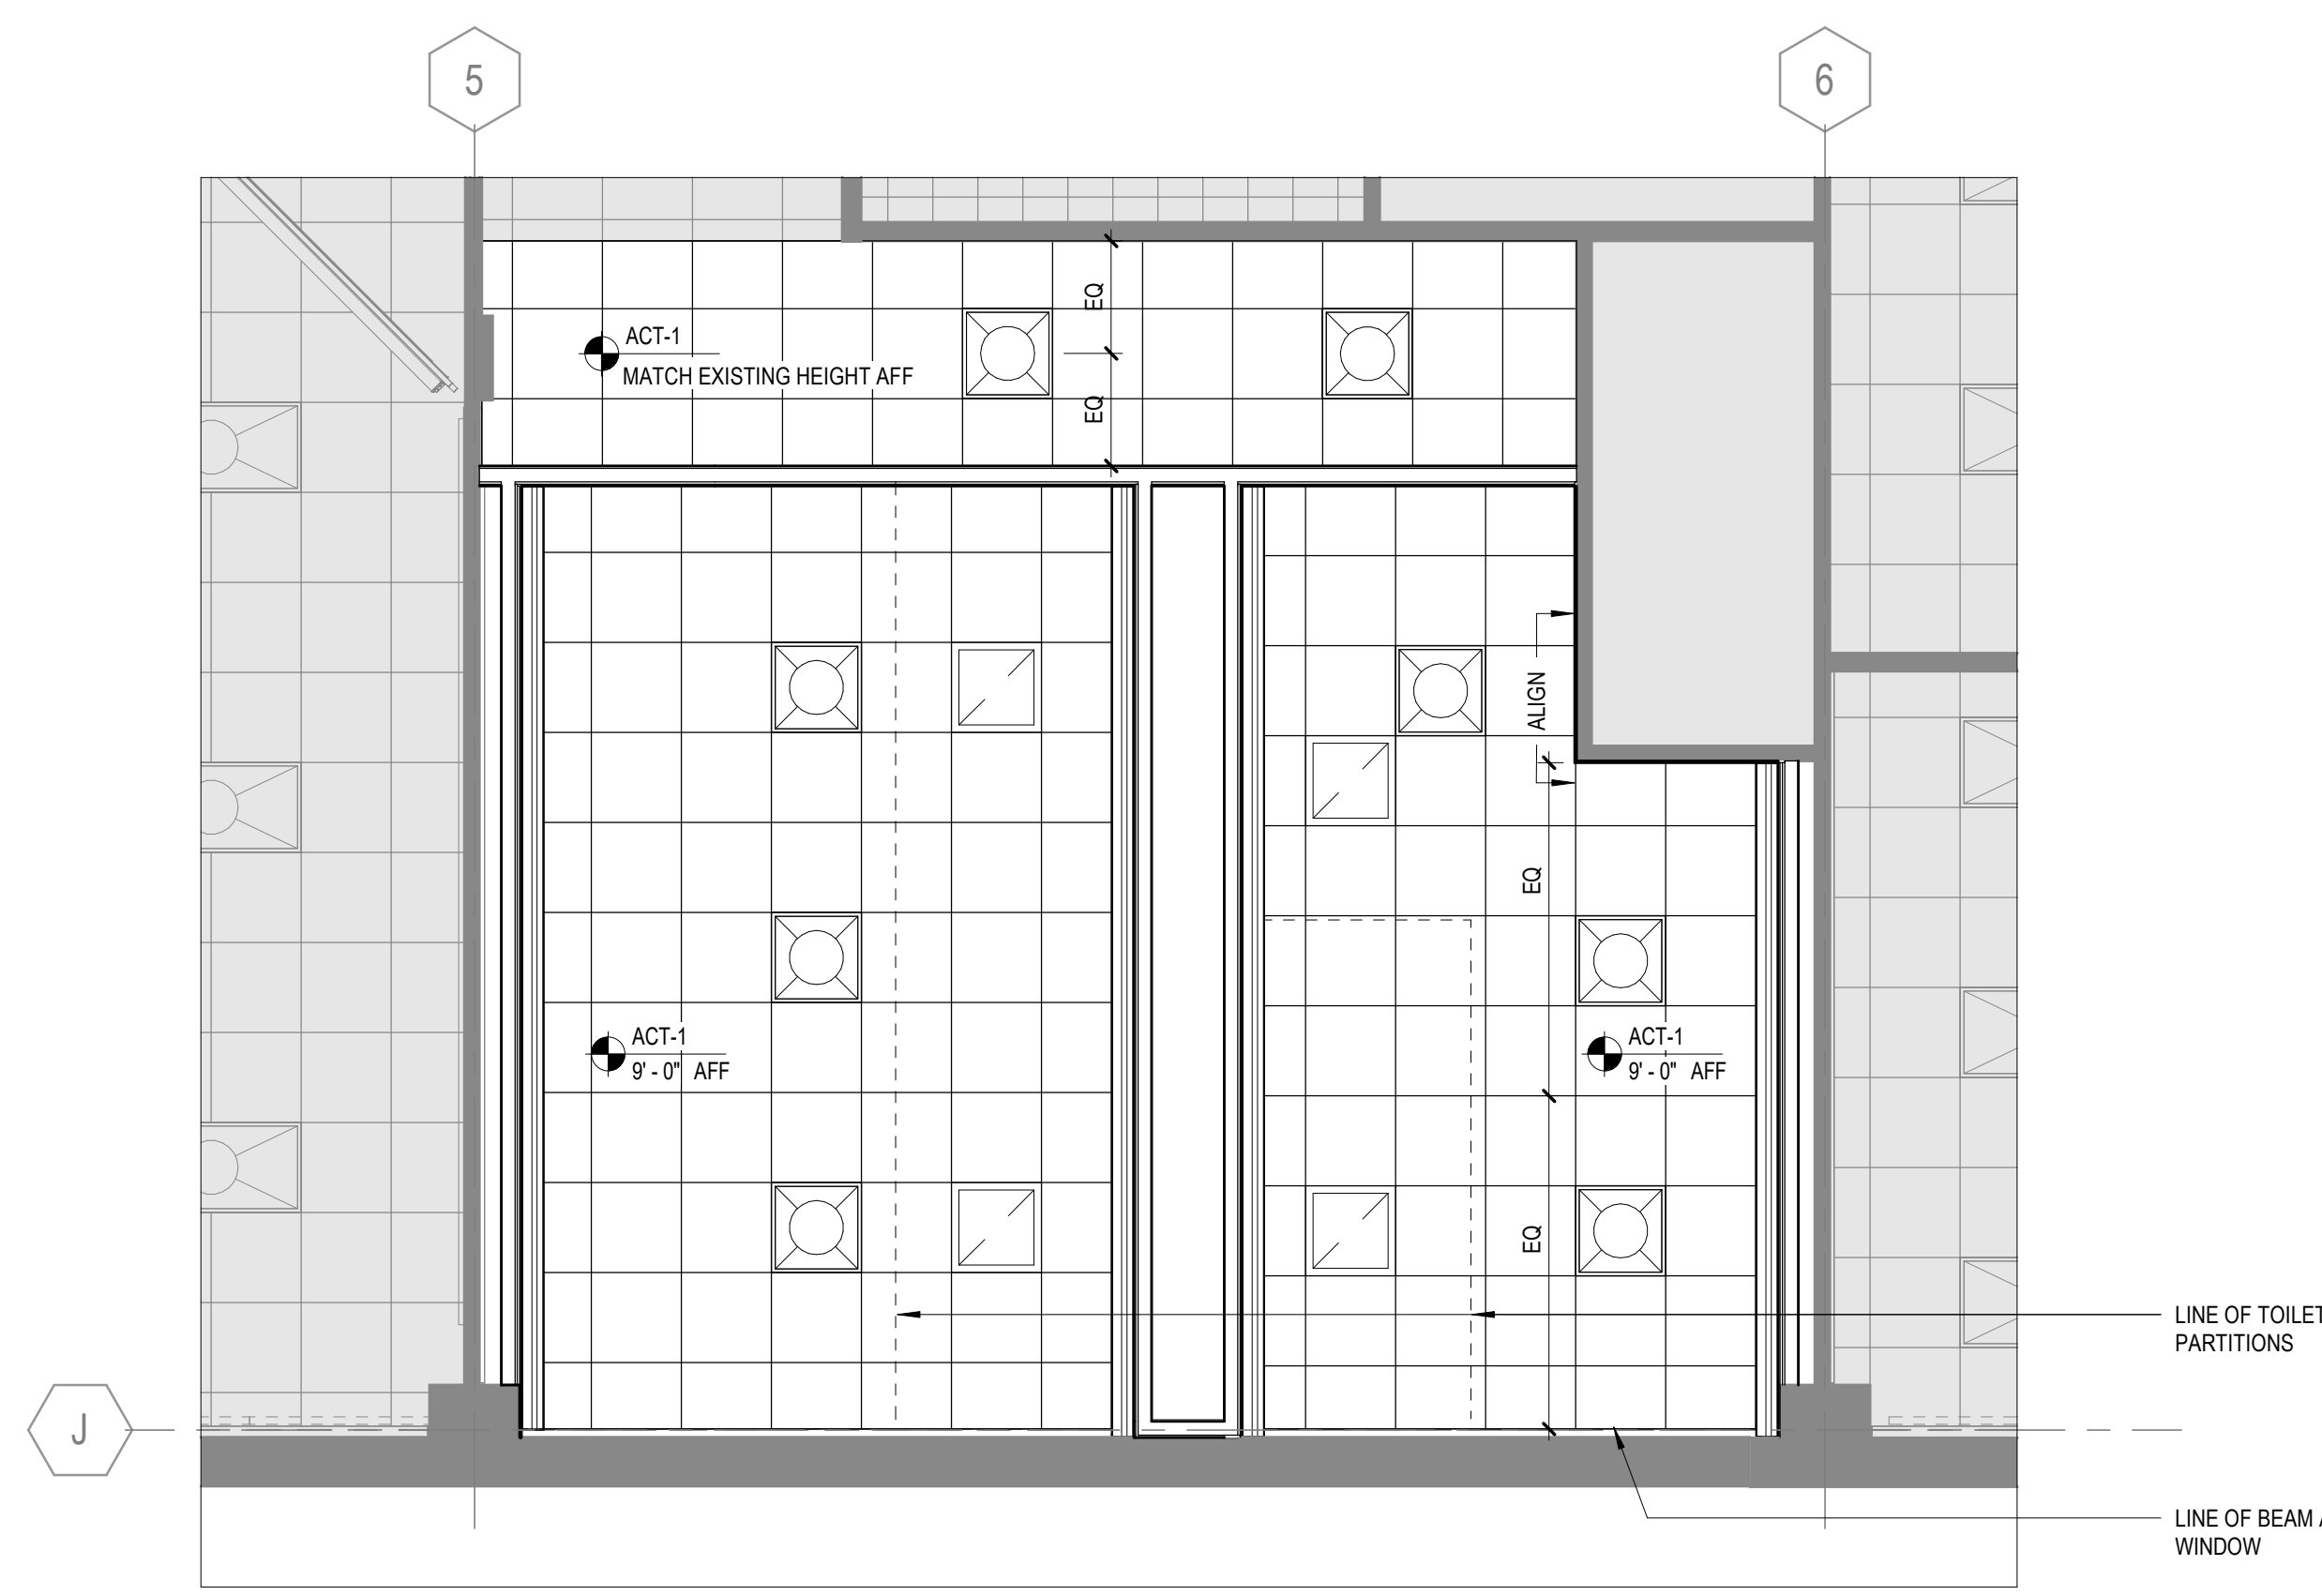 5
6
EQ
ACT-1
MATCH EXISTING HEIGHT AFF
EQ
ALIGN
EQ
ACT-1
9' - 0" AFF
ACT-1
9' - 0" AFF
EQ
LINE OF TOILET
PARTITIONS
J
LINE OF BEAM
WINDOW